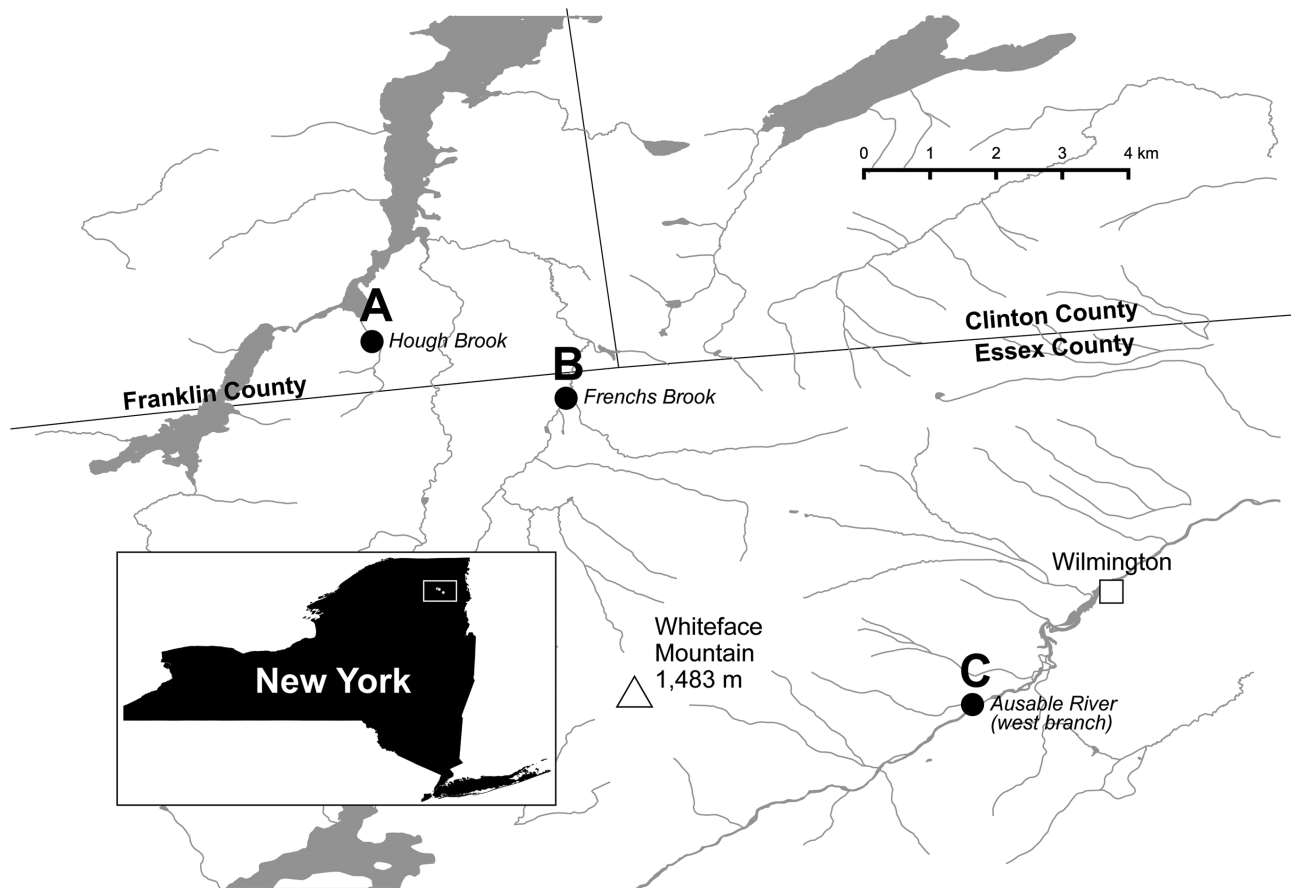 0 1 2 3 4 km
A
Hough Brook
Clinton County
Essex County
B
Franklin County
Frenchs Brook
Wilmington
Whiteface
Mountain
1,483 m
New York
C
Ausable River
(west branch)